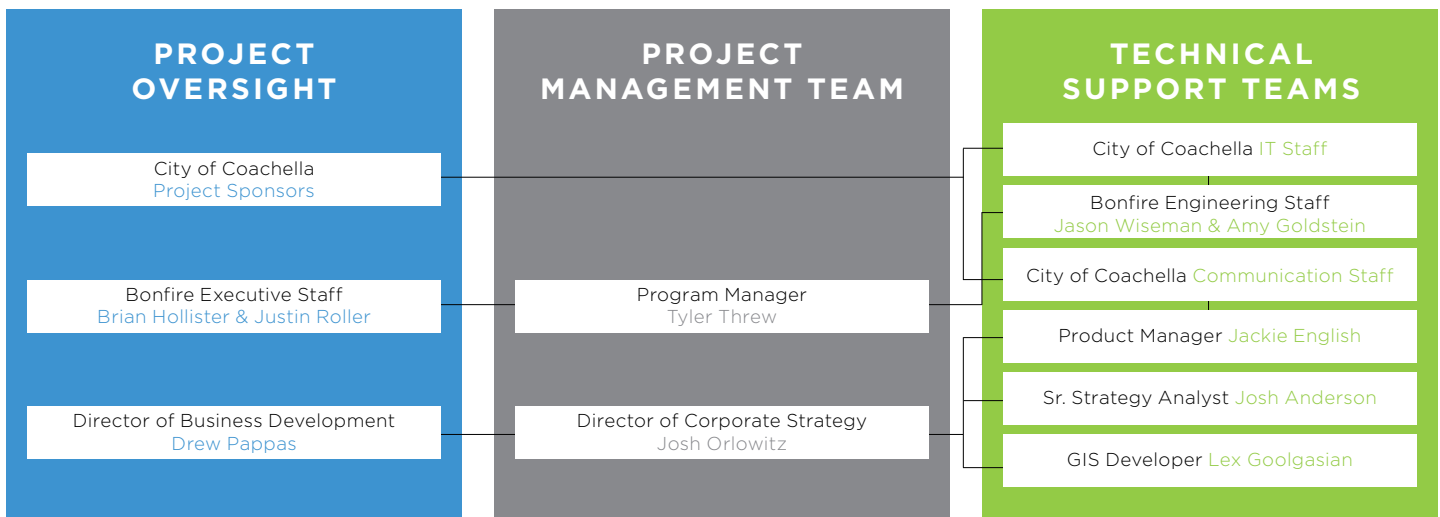 PROJECT
OVERSIGHT
City of Coachella
Project Sponsors
Bonfire Executive Staff
Brian Hollister & Justin Roller
Director of Business Development
Drew Pappas
PROJECT
MANAGEMENT TEAM
Program Manager
Tyler Threw
Director of Corporate Strategy
Josh Orlowitz
TECHNICAL
SUPPORT TEAMS
City of Coachella IT Staff
Bonfire Engineering Staff
Jason Wiseman & Amy Goldstein
City of Coachella Communication Staff
Product Manager Jackie English
Sr. Strategy Analyst Josh Anderson
GIS Developer Lex Goolgasian